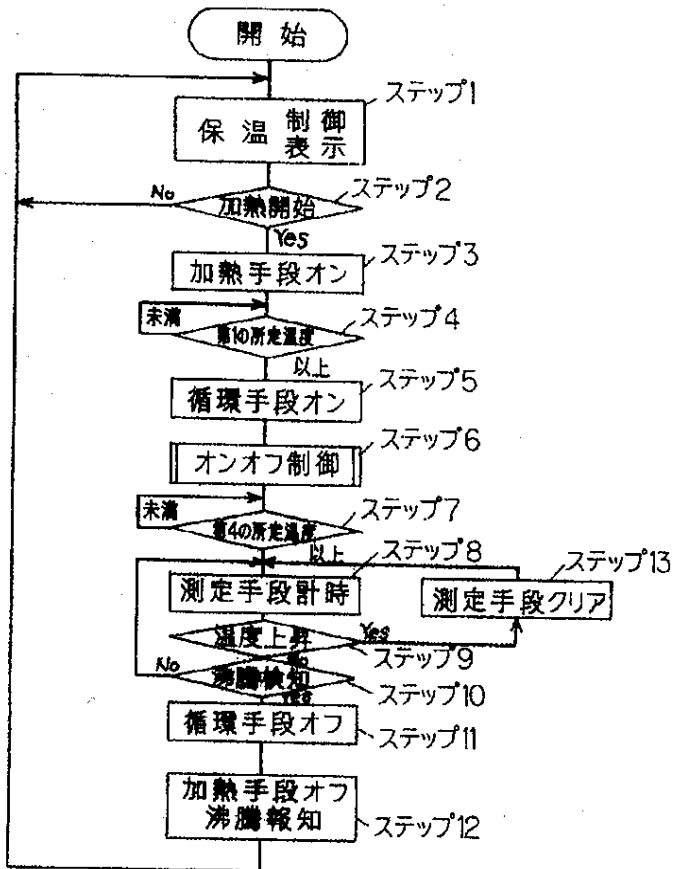 開始
ステップ1
保温 制御
表示
ステップ2
No
加熱開始
Yes
ステップ3
加熱手段オン
ステップ4
未満
第1の所定温度
以上
ステップ5
循環手段オン
ステップ6
オンオフ制御
ステップ7
未満
第4の所定温度
以上
ステップ8
ステップ13
測定手段計時
測定手段クリア
温度上昇
Yes
ステップ9
No
No
沸騰検知
ステップ10
Yes
循環手段オフ
ステップ11
加熱手段オフ
沸騰報知
ステップ12